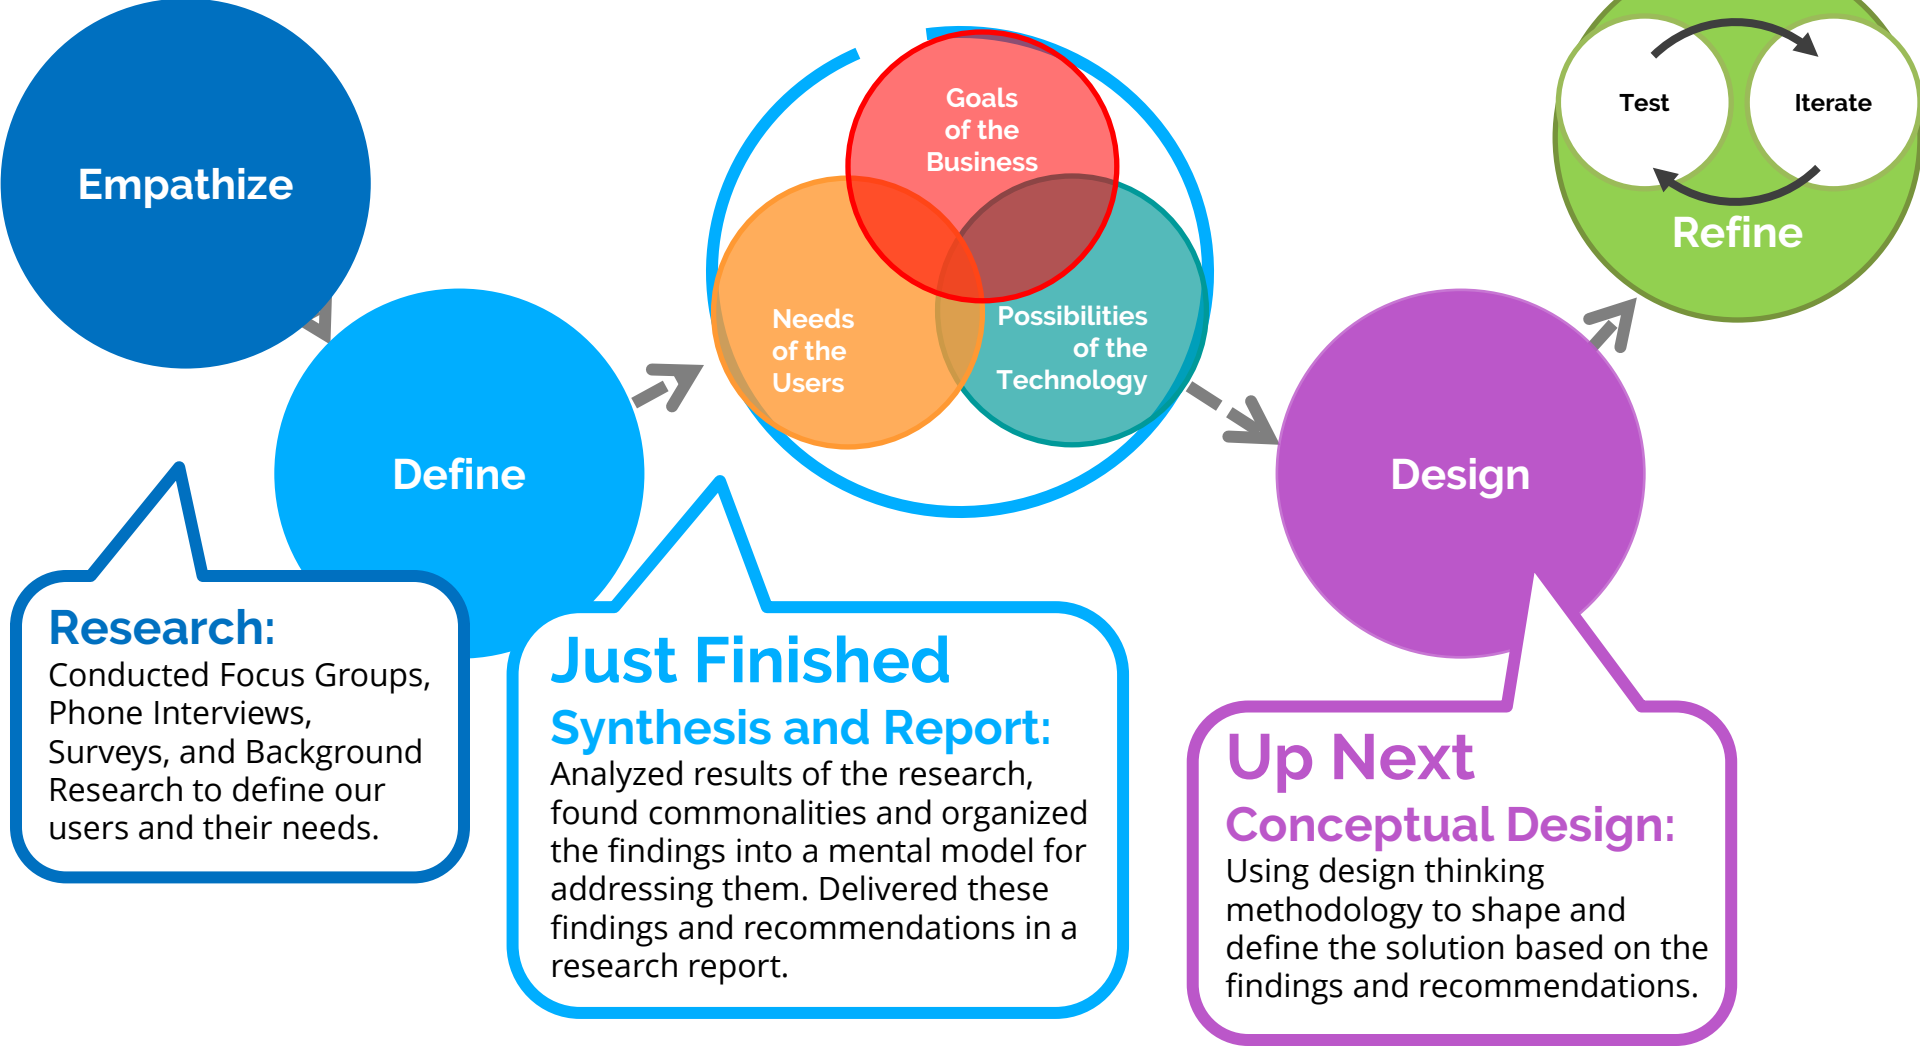 Empathize
Define
Goals
of the
Business
Needs
of the
Users
Possibilities
of the
Technology
Design
Test
Iterate
Refine
Research:
Conducted Focus Groups,
Phone Interviews,
Surveys, and Background
Research to define our
users and their needs.
Just Finished
Synthesis and Report:
Analyzed results of the research,
found commonalities and organized
the findings into a mental model for
addressing them. Delivered these
findings and recommendations in a
research report.
Up Next
Conceptual Design:
Using design thinking
methodology to shape and
define the solution based on the
findings and recommendations.